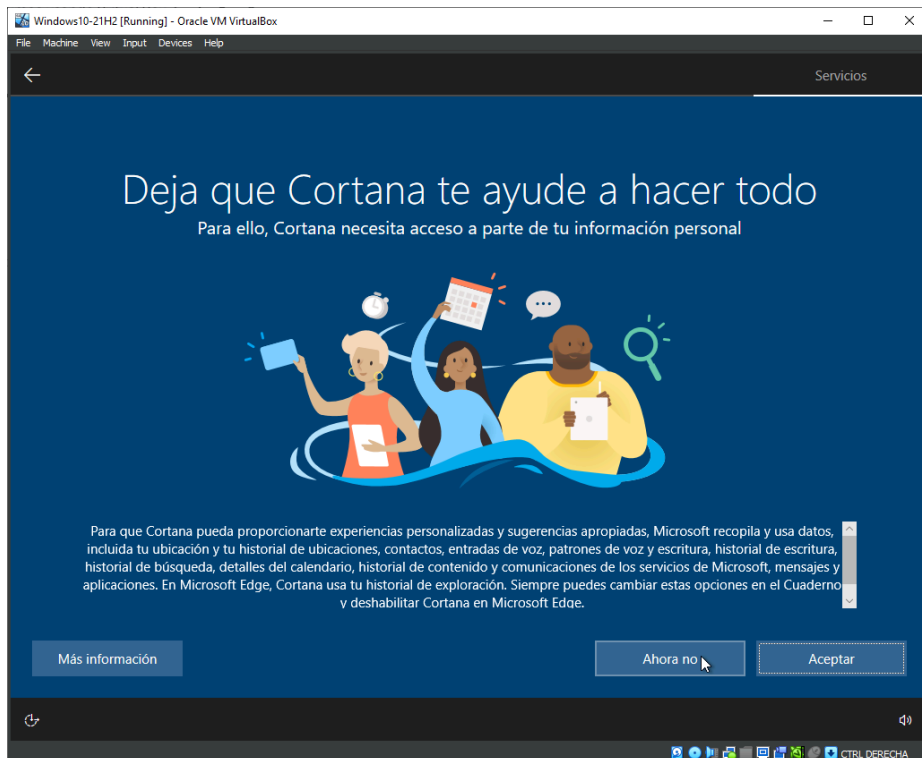 Windows10-21H2 [Running] - Oracle VM VirtualBox
File Machine View Input Devices Help
Servicios
Deja que Cortana te ayude a hacer todo
Para ello, Cortana necesita acceso a parte de tu información personal
Para que Cortana pueda proporcionarte experiencias personalizadas y sugerencias apropiadas, Microsoft recopila y usa datos,
incluida tu ubicación y tu historial de ubicaciones, contactos, entradas de voz, patrones de voz y escritura, historial de escritura,
historial de búsqueda, detalles del calendario, historial de contenido y comunicaciones de los servicios de Microsoft, mensajes y
aplicaciones. En Microsoft Edge, Cortana usa tu historial de exploración. Siempre puedes cambiar estas opciones en el Cuaderno
y deshabilitar Cortana en Microsoft Edge.
Más información
Ahora no
Aceptar
CTRL DERECHA